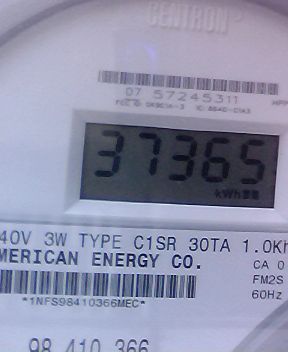 CENTRON
07 57245311
37365
kWh
40V 3W TYPE C1SR 30TA 1.0Kh
MERICAN ENERGY CO.
CA 0
FM2S
*1NFS98410366MEC*
60Hz
98 410 366